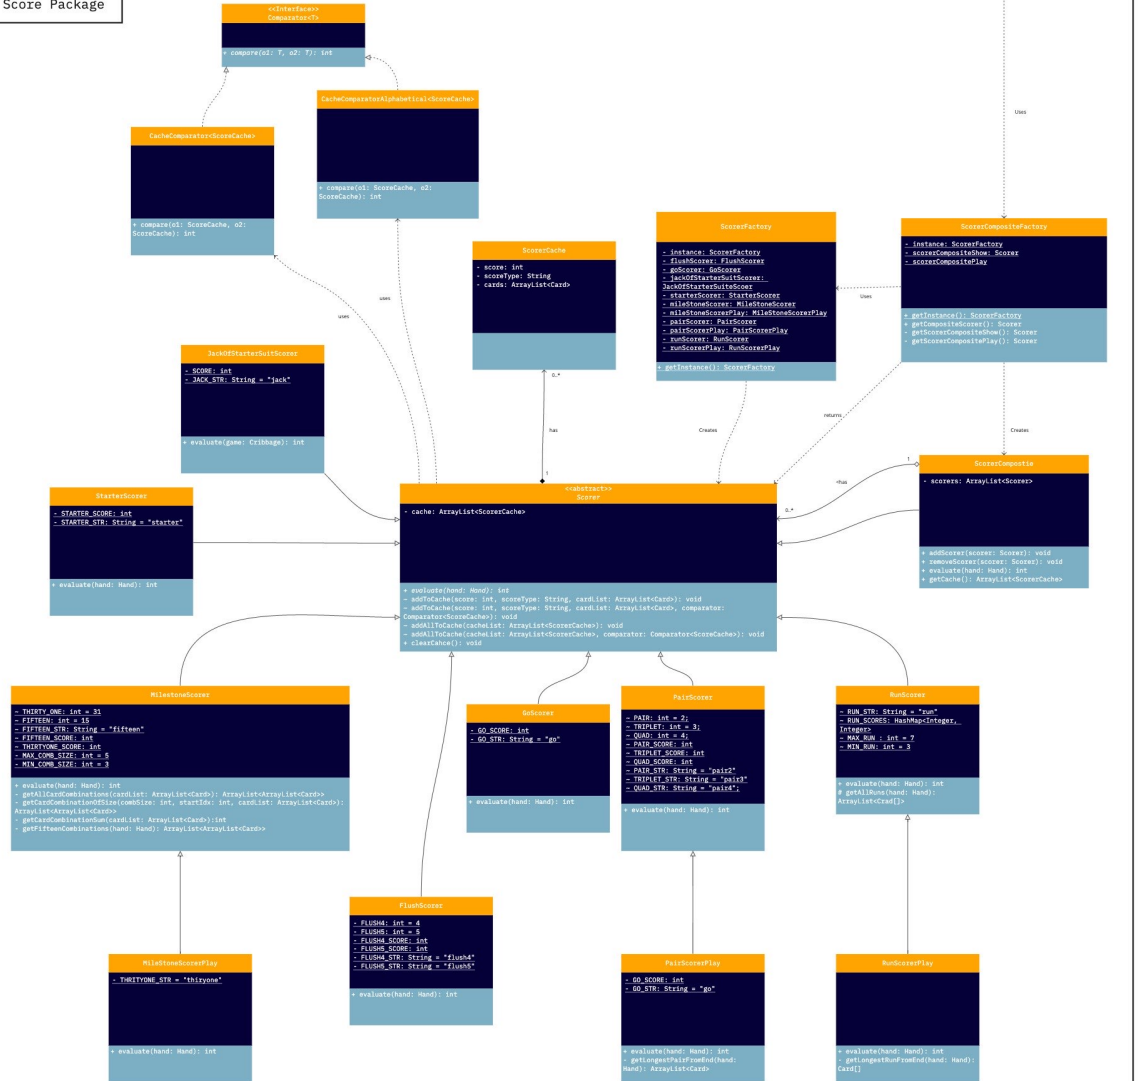 Score Package
<<Interface>>
Comparator<T>
+ compare(o1: T, o2: T): int
CacheComparatorAlphabetical<ScoreCache>
+ compare(o1: ScoreCache, o2:
ScoreCache): int
CacheComparator<ScoreCache>
+ compare(o1: ScoreCache, o2:
ScoreCache): int
Uses
ScorerCache
- score: int
- scoreType: String
- cards: ArrayList<Card>
ScorerFactory
- instance: ScorerFactory
- flushScorer: FlushScorer
- goScorer: GoScorer
- jackOfStarterSuitScorer:
JackOfStarterSuiteScoer
- starterScorer: StarterScorer
- mileStoneScorer: MileStoneScorer
- mileStoneScorerPlay: MileStoneScorerPlay
- pairScorer: PairScorer
- pairScorerPlay: PairScorerPlay
- runScorer: RunScorer
- runScorerPlay: RunScorerPlay
+ getInstance(): ScorerFactory
ScorerCompositeFactory
- instance: ScorerFactory
- scorerCompositeShow: Scorer
- scorerCompositePlay
+ getInstance(): ScorerFactory
+ getCompositeScorer(): Scorer
- getScorerCompositeShow(): Scorer
- getScorerCompositePlay(): Scorer
Uses
uses
uses
JackOfStarterSuitScorer
- SCORE: int
- JACK_STR: String = "jack"
+ evaluate(game: Cribbage): int
0..*
has
1
Creates
returns
Creates
StarterScorer
- STARTER_SCORE: int
- STARTER_STR: String = "starter"
+ evaluate(hand: Hand): int
<<abstract>>
Scorer
- cache: ArrayList<ScorerCache>
+ evaluate(hand: Hand): int
- addToCache(score: int, scoreType: String, cardList: ArrayList<Card>): void
- addToCache(score: int, scoreType: String, cardList: ArrayList<Card>, comparator:
Comparator<ScoreCache>): void
- addAllToCache(cacheList: ArrayList<ScorerCache>): void
- addAllToCache(cacheList: ArrayList<ScorerCache>, comparator: Comparator<ScoreCache>): void
+ clearCahce(): void
1
<has
0..*
ScorerCompostie
- scorers: ArrayList<Scorer>
+ addScorer(scorer: Scorer): void
+ removeScorer(scorer: Scorer): void
+ evaluate(hand: Hand): int
+ getCache(): ArrayList<ScorerCache>
MilestoneScorer
~ THIRTY_ONE: int = 31
~ FIFTEEN: int = 15
~ FIFTEEN_STR: String = "fifteen"
~ FIFTEEN_SCORE: int
~ THIRTYONE_SCORE: int
- MAX_COMB_SIZE: int = 5
- MIN_COMB_SIZE: int = 3
+ evaluate(hand: Hand): int
- getAllCardCombinations(cardList: ArrayList<Card>): ArrayList<ArrayList<Card>>
- getCardCombinationOfSize(combSize: int, startIdx: int, cardList: ArrayList<Card>):
ArrayList<ArrayList<Card>>
- getCardCombinationSum(cardList: ArrayList<Card>):int
- getFifteenCombinations(hand: Hand): ArrayList<ArrayList<Card>>
GoScorer
- GO_SCORE: int
- GO_STR: String = "go"
+ evaluate(hand: Hand): int
PairScorer
~ PAIR: int = 2;
~ TRIPLET: int = 3;
~ QUAD: int = 4;
~ PAIR_SCORE: int
~ TRIPLET_SCORE: int
~ QUAD_SCORE: int
~ PAIR_STR: String = "pair2"
~ TRIPLET_STR: String = "pair3"
~ QUAD_STR: String = "pair4";
+ evaluate(hand: Hand): int
RunScorer
~ RUN_STR: String = "run"
~ RUN_SCORES: HashMap<Integer,
Integer>
~ MAX_RUN : int = 7
~ MIN_RUN: int = 3
+ evaluate(hand: Hand): int
# getAllRuns(hand: Hand):
ArrayList<Crad[]>
FlushScorer
- FLUSH4: int = 4
- FLUSH5: int = 5
- FLUSH4_SCORE: int
- FLUSH5_SCORE: int
- FLUSH4_STR: String = "flush4"
- FLUSH5_STR: String = "flush5"
+ evaluate(hand: Hand): int
MileStoneScorerPlay
- THRITYONE_STR = "thiryone"
+ evaluate(hand: Hand): int
PairScorerPlay
- GO_SCORE: int
- GO_STR: String = "go"
+ evaluate(hand: Hand): int
- getLongestPairFromEnd(hand:
Hand): ArrayList<Card>
RunScorerPlay
+ evaluate(hand: Hand): int
- getLongestRunFromEnd(hand: Hand):
Card[]